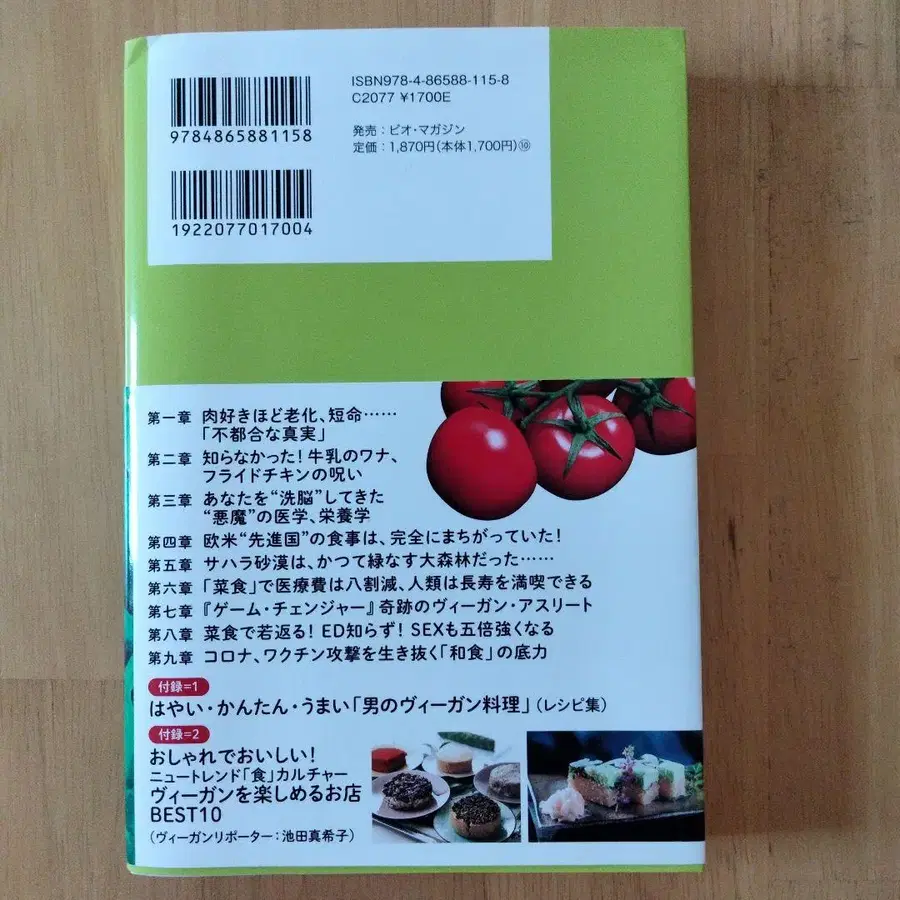 ISBN978-4-86588-115-8
C2077 ¥1700E
発売：ビオ・マガジン
定価：1,870円(本体1,700円)⑩
9784865881158
1922077017004
第一章 肉好きほど老化、短命……
「不都合な真実」
第二章 知らなかった！牛乳のワナ、
フライドチキンの呪い
第三章 あなたを“洗脳”してきた
“悪魔”の医学、栄養学
第四章 欧米“先進国”の食事は、完全にまちがっていた！
第五章 サハラ砂漠は、かつて緑なす大森林だった……
第六章 「菜食」で医療費は八割減、人類は長寿を満喫できる
第七章 『ゲーム・チェンジャー』奇跡のヴィーガン・アスリート
第八章 菜食で若返る！ED知らず！SEXも五倍強くなる
第九章 コロナ、ワクチン攻撃を生き抜く「和食」の底力
付録=1
はやい・かんたん・うまい「男のヴィーガン料理」（レシピ集）
付録=2
おしゃれでおいしい！
ニュートレンド「食」カルチャー
ヴィーガンを楽しめるお店
BEST10
（ヴィーガンリポーター：池田真希子）